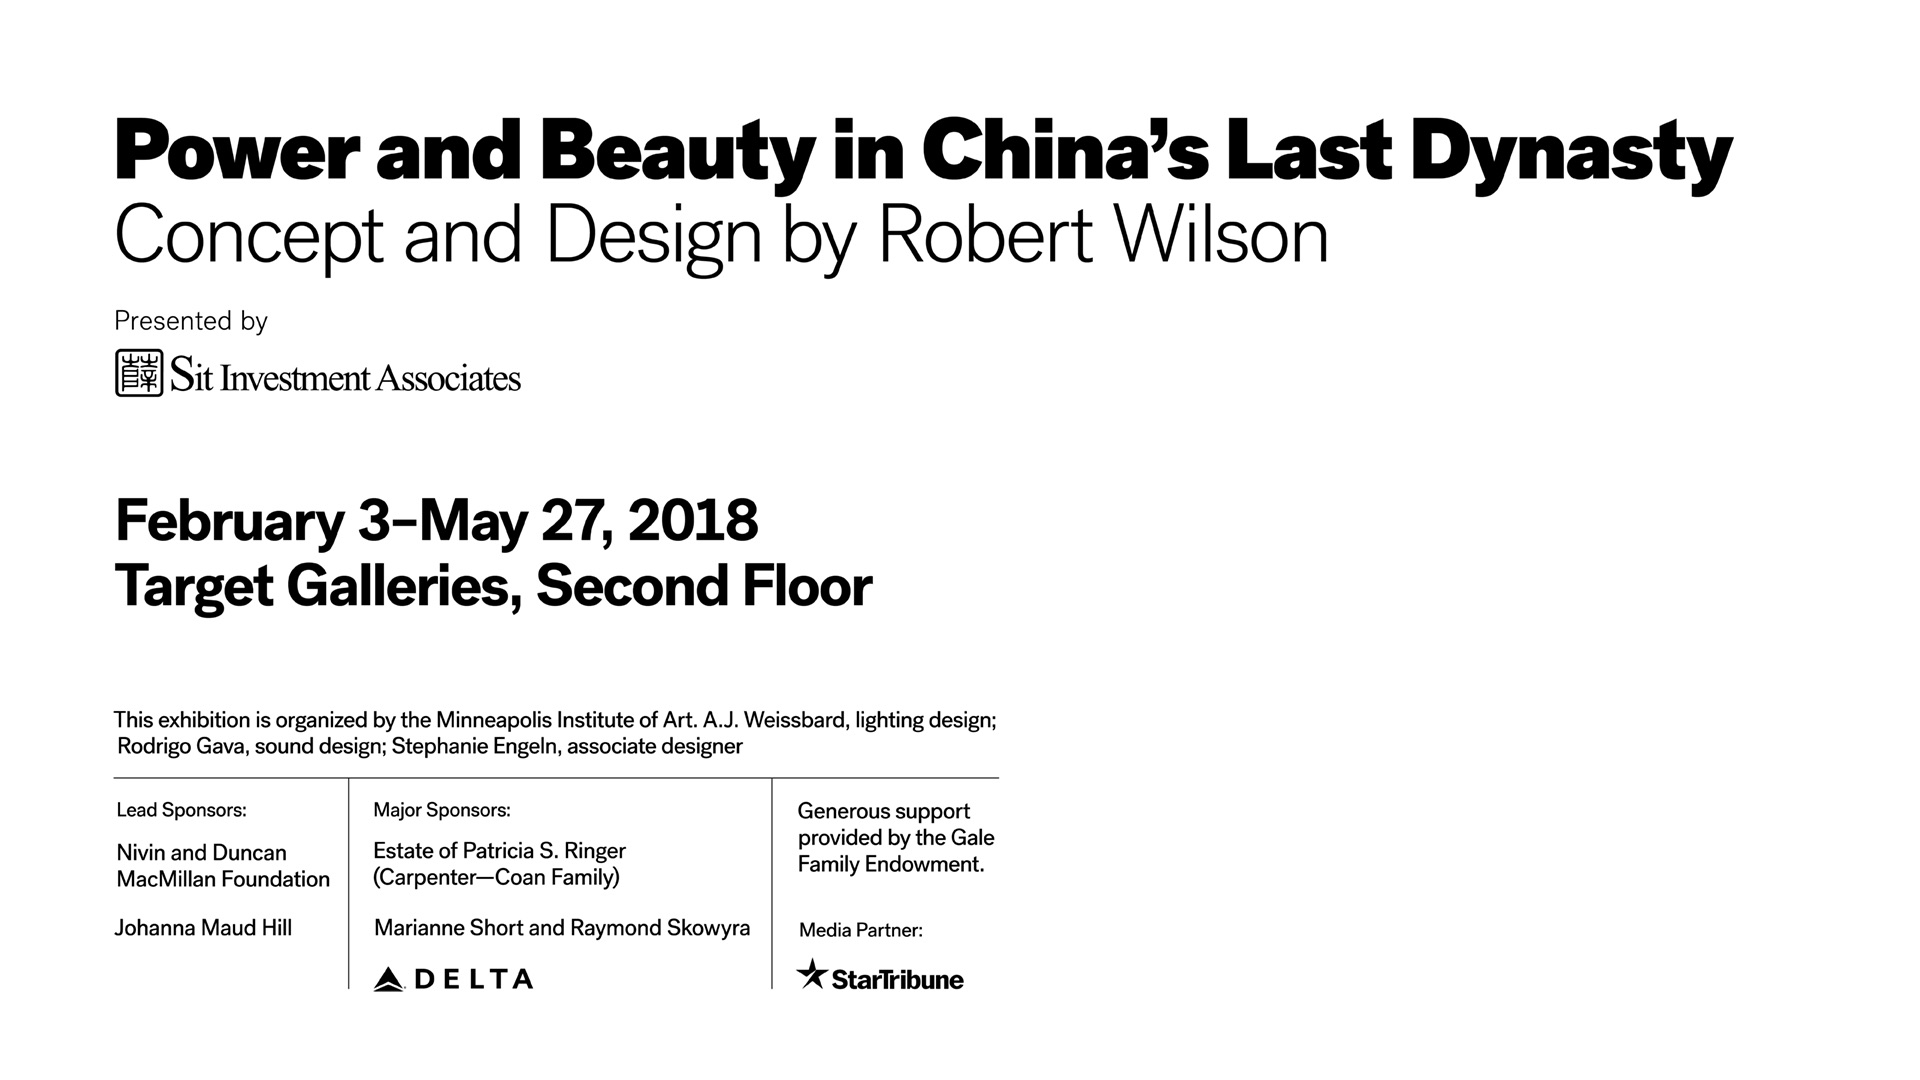 Power and Beauty in China’s Last Dynasty
Concept and Design by Robert Wilson
Presented by
薛 Sit Investment Associates
February 3–May 27, 2018
Target Galleries, Second Floor
This exhibition is organized by the Minneapolis Institute of Art. A.J. Weissbard, lighting design;
Rodrigo Gava, sound design; Stephanie Engeln, associate designer
Lead Sponsors:
Nivin and Duncan
MacMillan Foundation
Johanna Maud Hill
Major Sponsors:
Estate of Patricia S. Ringer
(Carpenter—Coan Family)
Marianne Short and Raymond Skowyra
DELTA
Generous support
provided by the Gale
Family Endowment.
Media Partner:
StarTribune